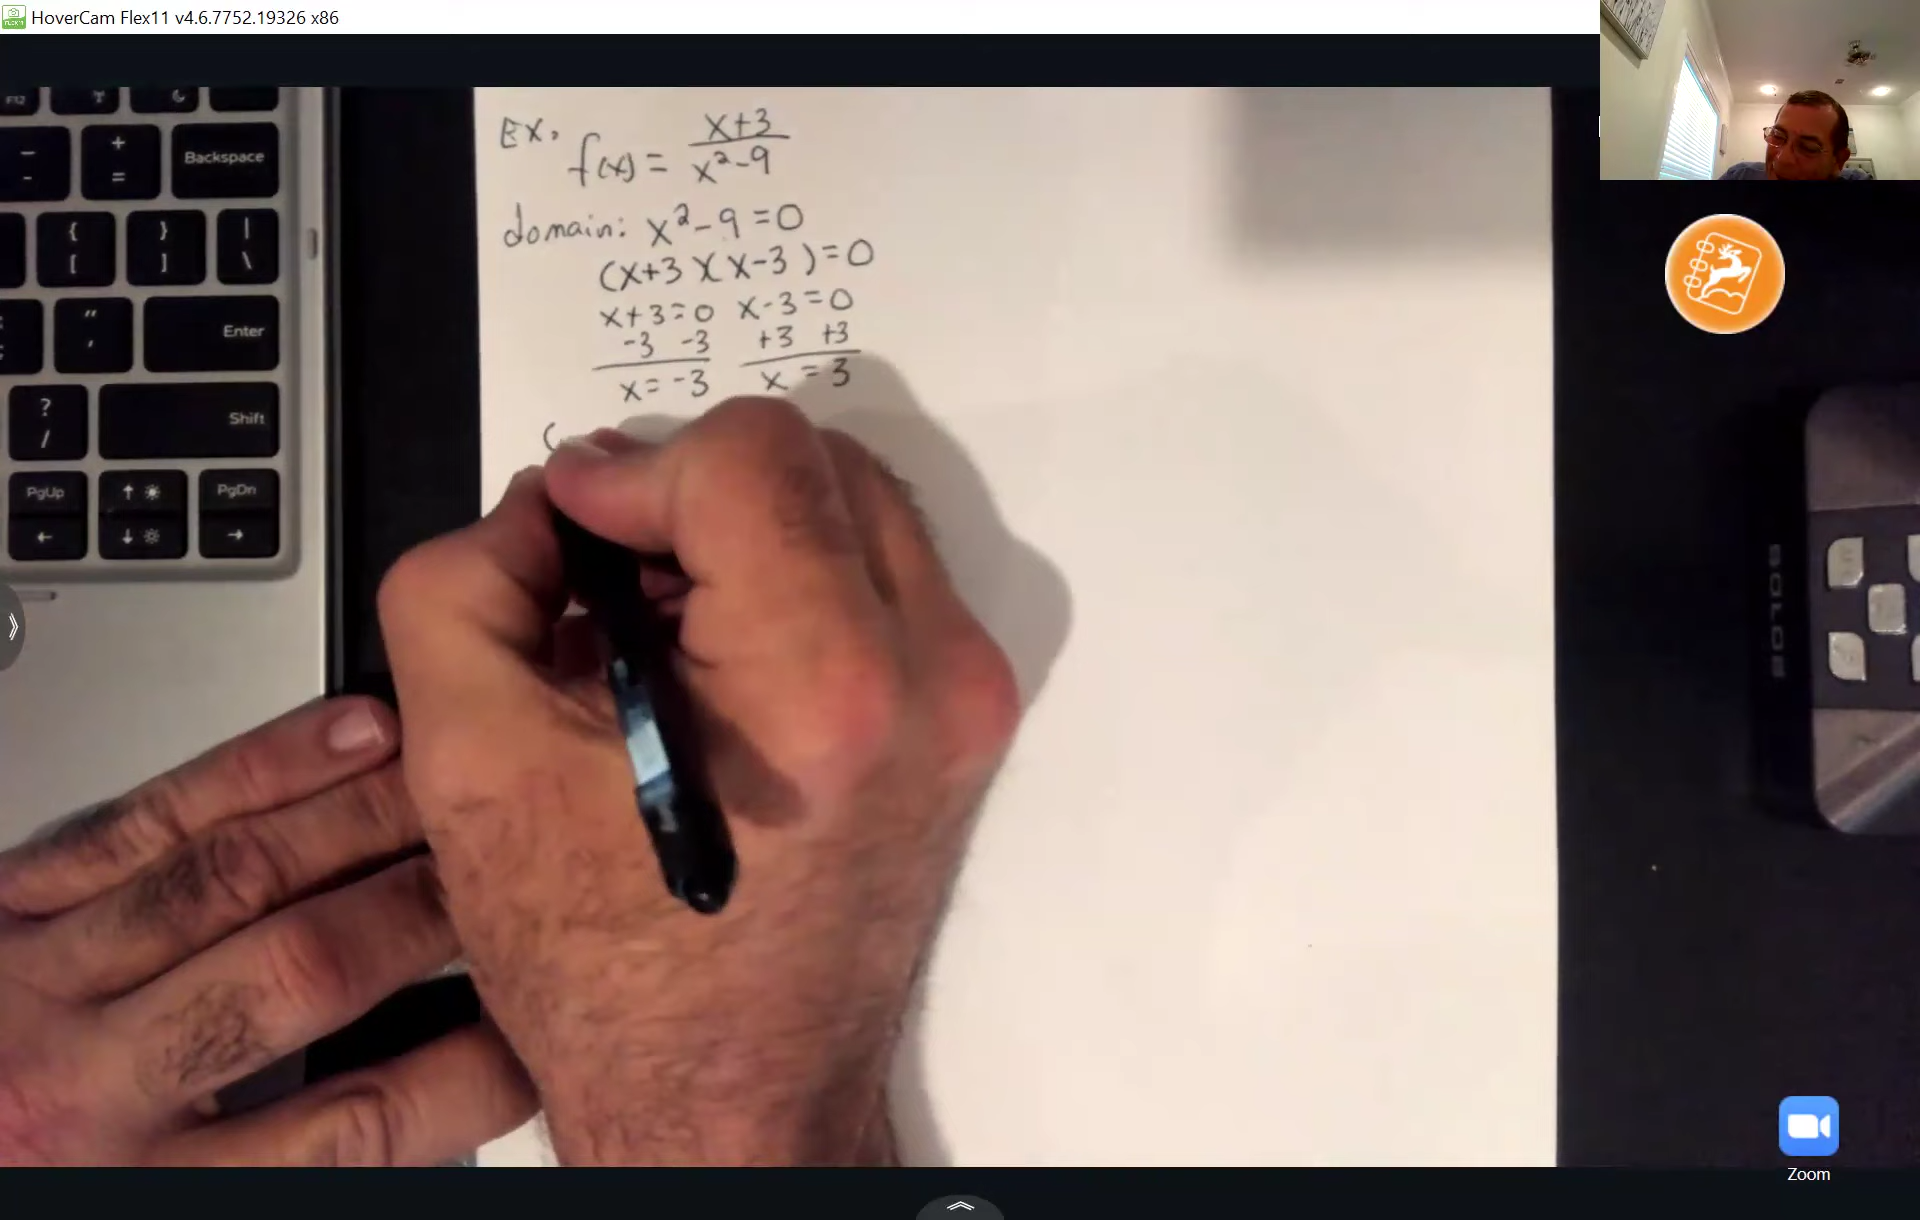 HoverCam Flex11 v4.6.7752.19326 x86
EX. f(x) = x+3 / x²-9
domain: x²-9=0
(x+3)(x-3)=0
x+3=0 x-3=0
-3 -3 +3 +3
x=-3 x=3
(
F12
- - + = Backspace
{ [ } ] | \
" , Enter
? / Shift
PgUp ↑ PgDn
← ↓ →
Zoom